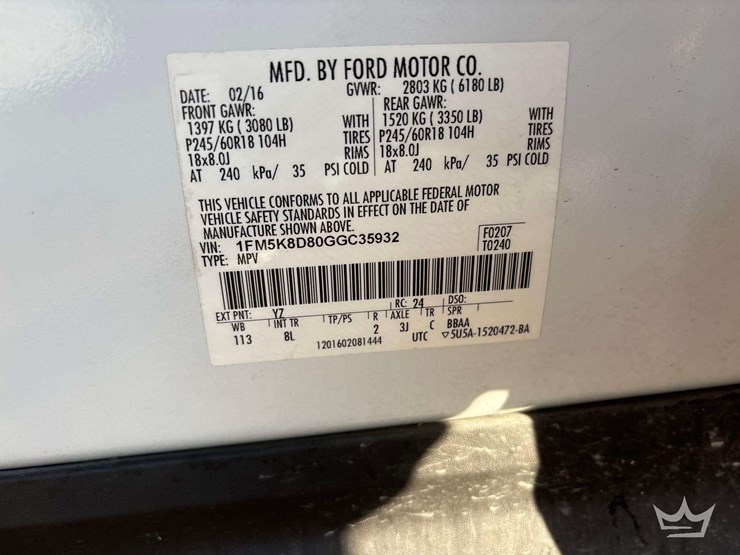 MFD. BY FORD MOTOR CO.
DATE: 02/16 GVWR: 2803 KG ( 6180 LB)
FRONT GAWR: REAR GAWR:
1397 KG ( 3080 LB) WITH 1520 KG ( 3350 LB) WITH
P245/60R18 104H TIRES P245/60R18 104H TIRES
18x8.0J RIMS 18x8.0J RIMS
AT 240 kPa/ 35 PSI COLD AT 240 kPa/ 35 PSI COLD
THIS VEHICLE CONFORMS TO ALL APPLICABLE FEDERAL MOTOR
VEHICLE SAFETY STANDARDS IN EFFECT ON THE DATE OF
MANUFACTURE SHOWN ABOVE.
VIN: 1FM5K8D80GGC35932 F0207
TYPE: MPV T0240
EXT PNT: YZ RC: 24 DSO:
WB INT TR TP/PS R AXLE TR SPR
113 8L 2 3J C BBAA
1201602081444 UTC ▽5U5A-1520472-BA